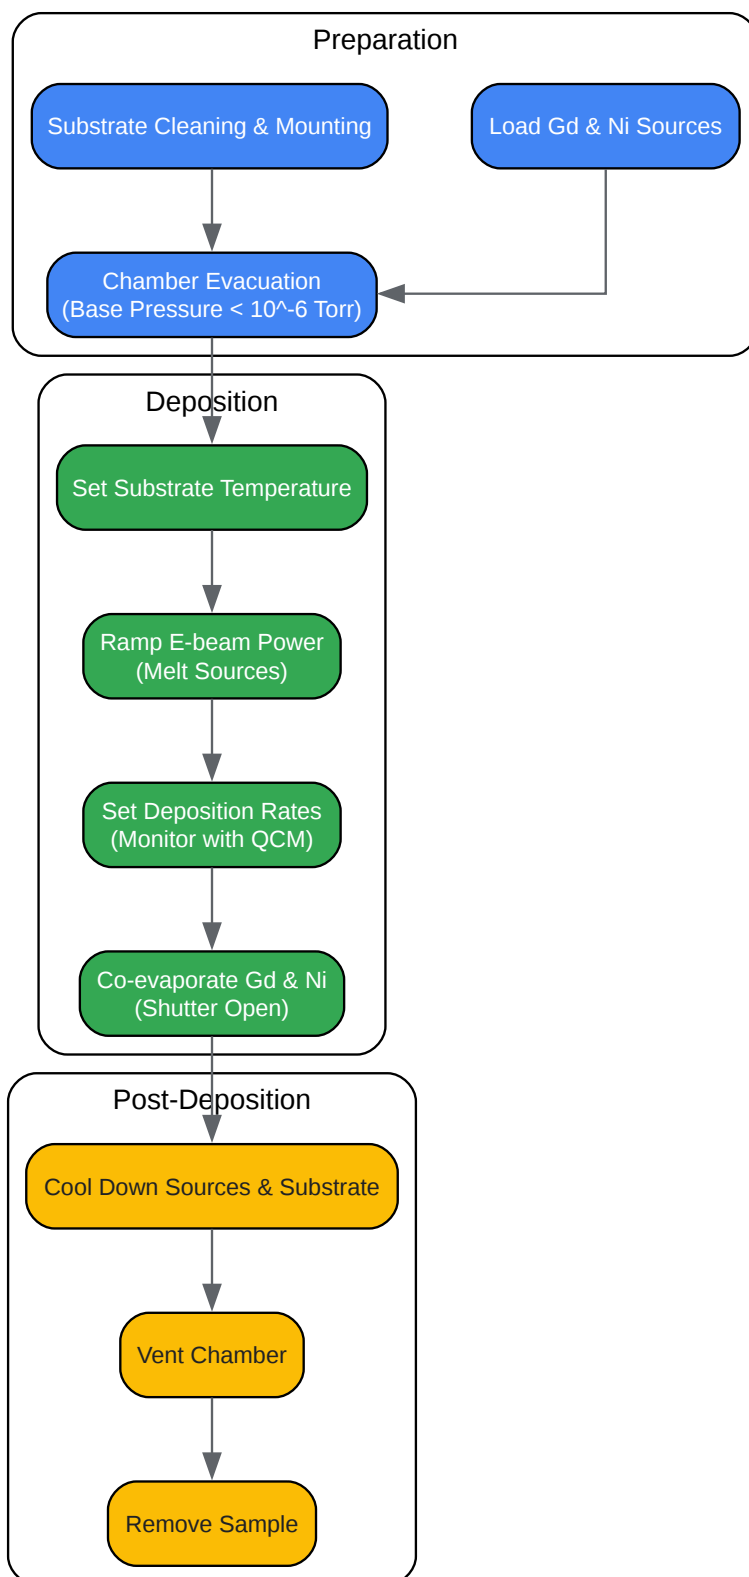 Preparation
Substrate Cleaning & Mounting
Load Gd & Ni Sources
Chamber Evacuation
(Base Pressure < 10^-6 Torr)
Deposition
Set Substrate Temperature
Ramp E-beam Power
(Melt Sources)
Set Deposition Rates
(Monitor with QCM)
Co-evaporate Gd & Ni
(Shutter Open)
Post-Deposition
Cool Down Sources & Substrate
Vent Chamber
Remove Sample